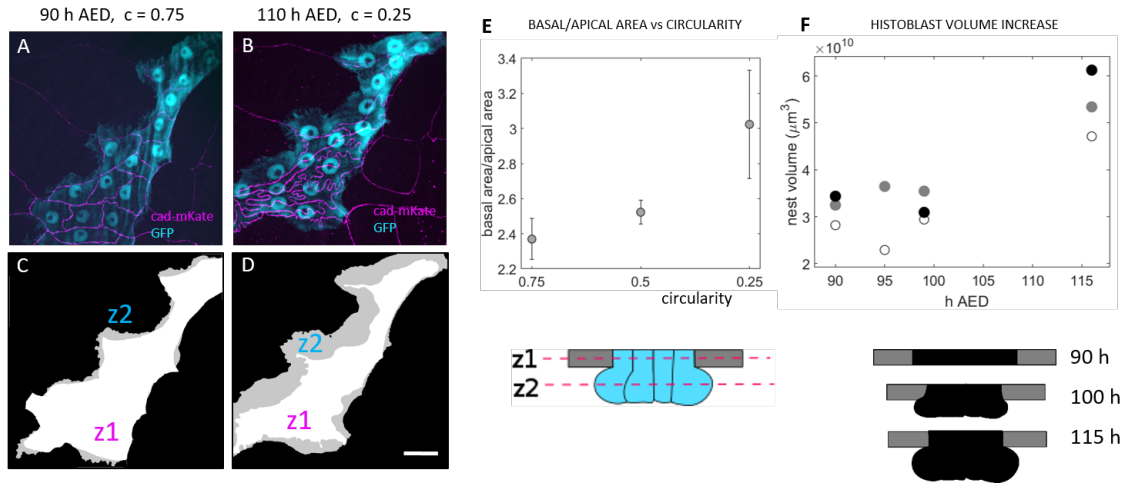 90 h AED, c = 0.75
110 h AED, c = 0.25
A
cad-mKate
GFP
B
cad-mKate
GFP
C
z2
z1
D
z2
z1
E
BASAL/APICAL AREA vs CIRCULARITY
basal area/apical area
3.4
3.2
3
2.8
2.6
2.4
2.2
0.75
0.5
0.25
circularity
z1
z2
F
HISTOBLAST VOLUME INCREASE
×10¹⁰
nest volume (μm³)
6
5
4
3
2
90
95
100
105
110
115
h AED
90 h
100 h
115 h